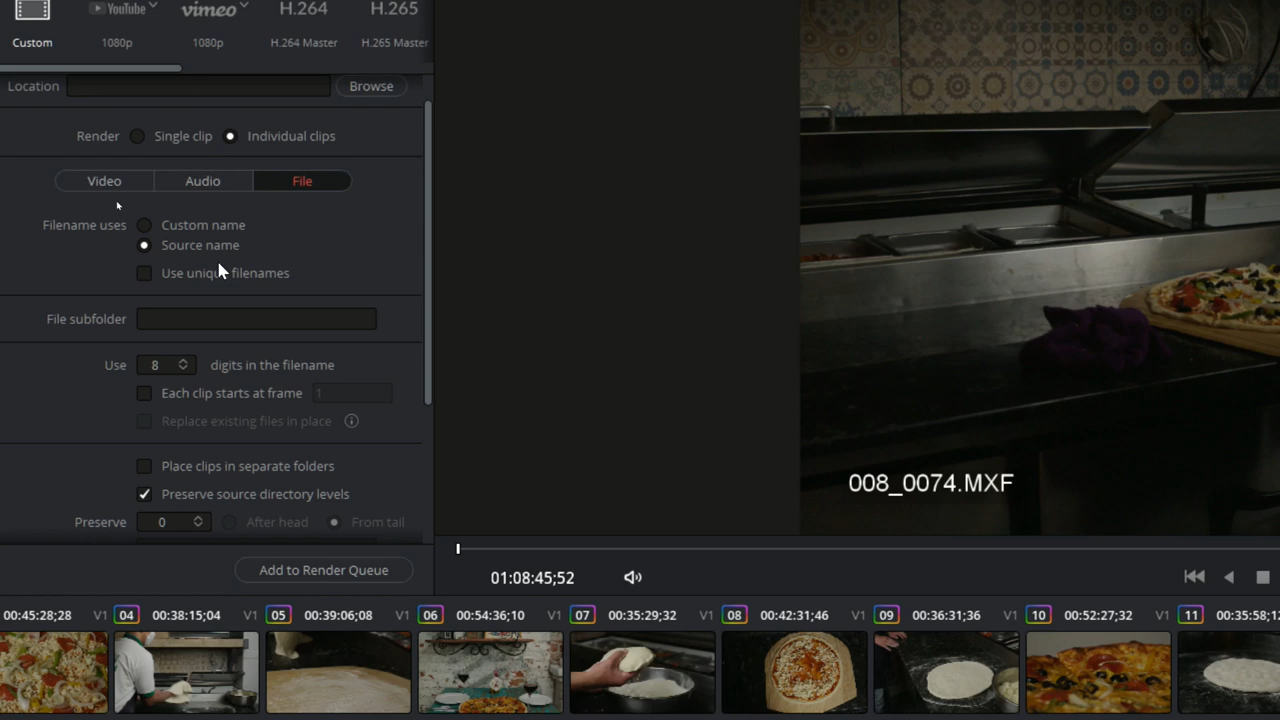 YouTube vimeo H.264 H.265
Custom 1080p 1080p H.264 Master H.265 Master
Location Browse
Render Single clip Individual clips
Video Audio File
Filename uses Custom name
Source name
Use unique filenames
File subfolder
Use 8 digits in the filename
Each clip starts at frame 1
Replace existing files in place
Place clips in separate folders
Preserve source directory levels
Preserve 0 After head From tail
Add to Render Queue
008_0074.MXF
01:08:45;52
00:45:28;28 V1 04 00:38:15;04 V1 05 00:39:06;08 V1 06 00:54:36;10 V1 07 00:35:29;32 V1 08 00:42:31;46 V1 09 00:36:31;36 V1 10 00:52:27;32 V1 11 00:35:58;12